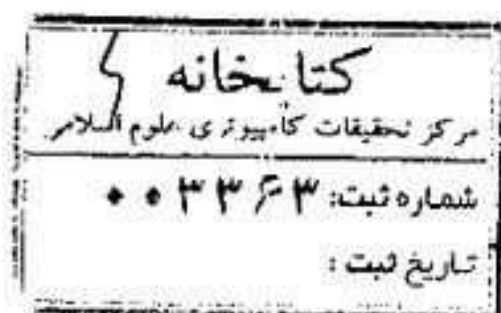 کتابخانه
مرکز تحقیقات کامپیوتری علوم اسلامی
شماره ثبت: ۰۰۳۳۶۳
تاریخ ثبت: